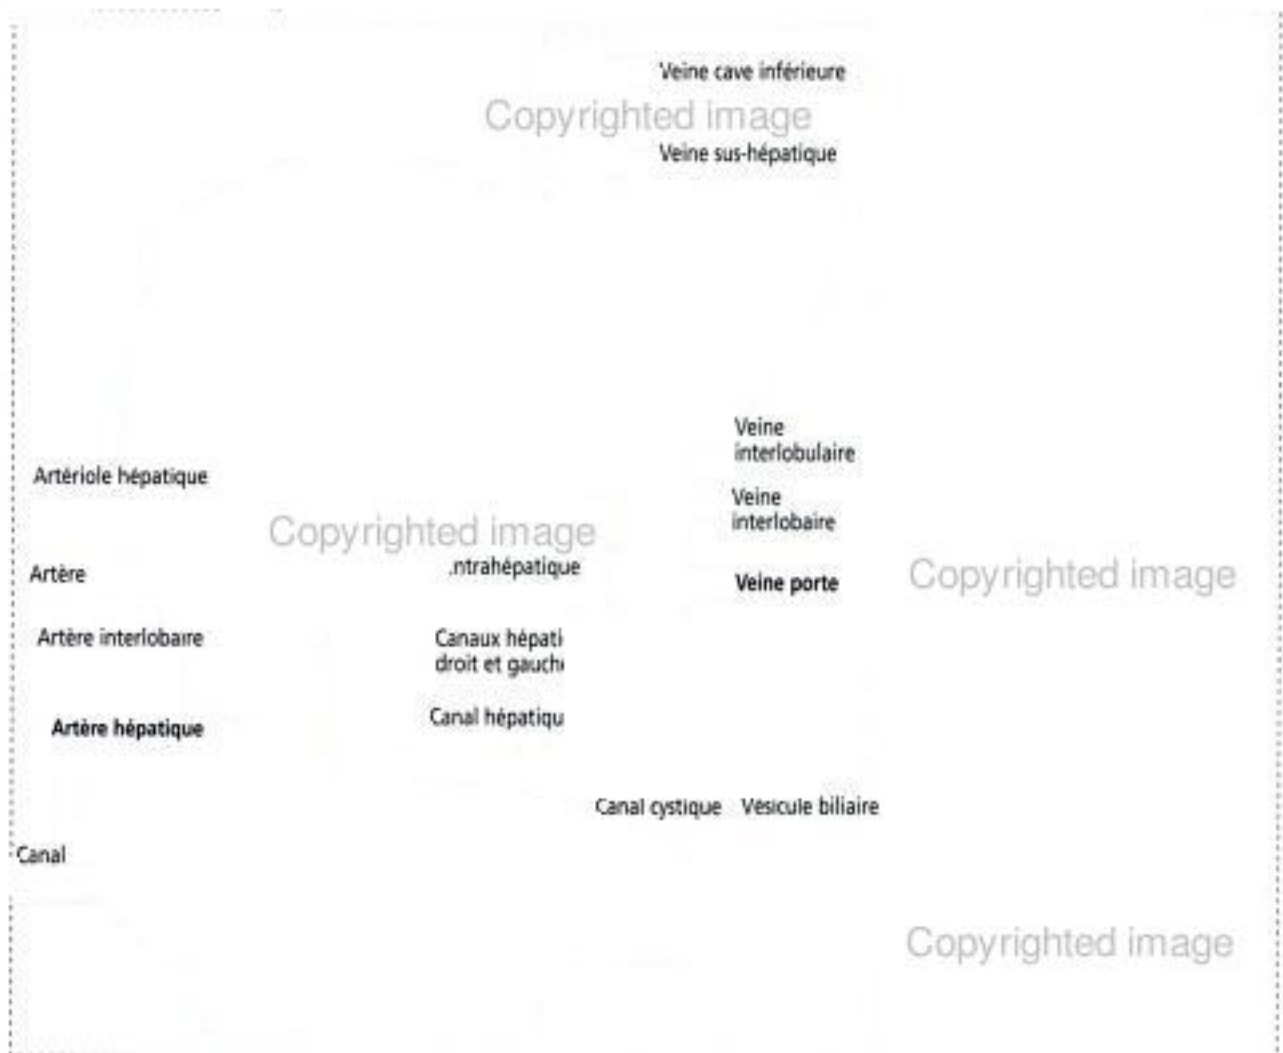 Veine cave inférieure
Copyrighted image
Veine sus-hépatique
Veine
interlobulaire
Artériole hépatique
Veine
interlobaire
Copyrighted image
.ntrahépatique
Artère
Veine porte
Copyrighted image
Artère interlobaire
Canaux hépati
droit et gauch
Canal hépatiqu
Artère hépatique
Canal cystique
Vésicule biliaire
Canal
Copyrighted image